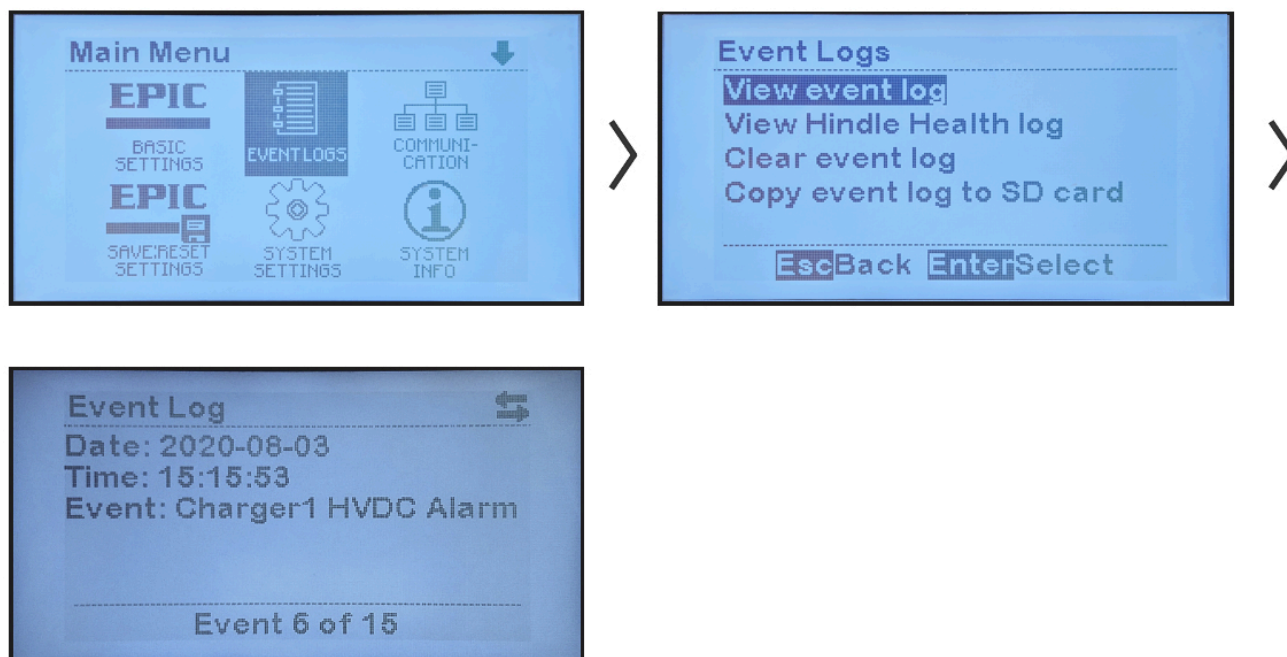 Main Menu
EPIC
BASIC
SETTINGS
EVENT LOGS
COMMUNI-
CATION
EPIC
SAVE:RESET
SETTINGS
SYSTEM
SETTINGS
SYSTEM
INFO
Event Logs
View event log
View Hindle Health log
Clear event log
Copy event log to SD card
Esc Back Enter Select
Event Log
Date: 2020-08-03
Time: 15:15:53
Event: Charger1 HVDC Alarm
Event 6 of 15